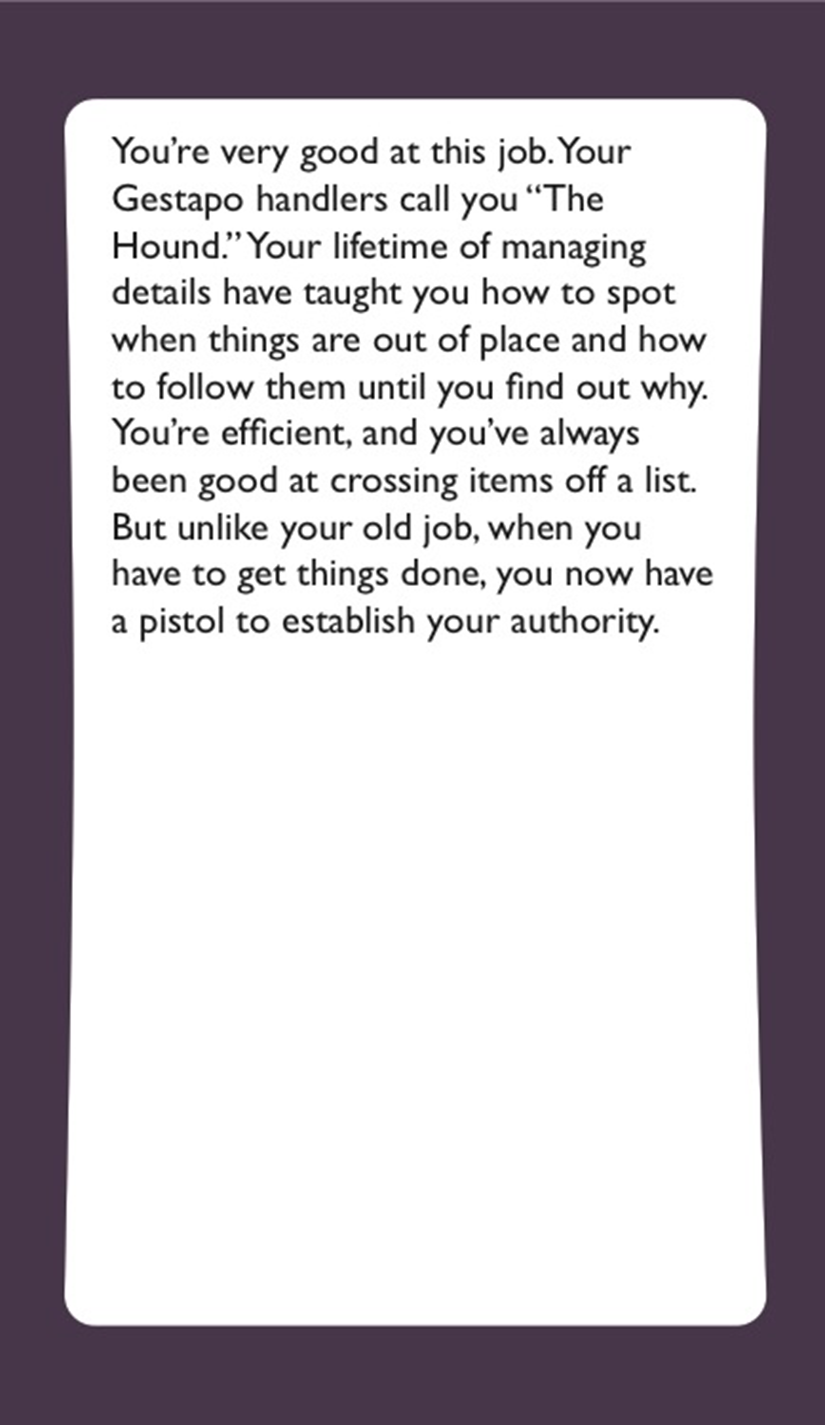 You’re very good at this job. Your
Gestapo handlers call you “The
Hound.” Your lifetime of managing
details have taught you how to spot
when things are out of place and how
to follow them until you find out why.
You’re efficient, and you’ve always
been good at crossing items off a list.
But unlike your old job, when you
have to get things done, you now have
a pistol to establish your authority.